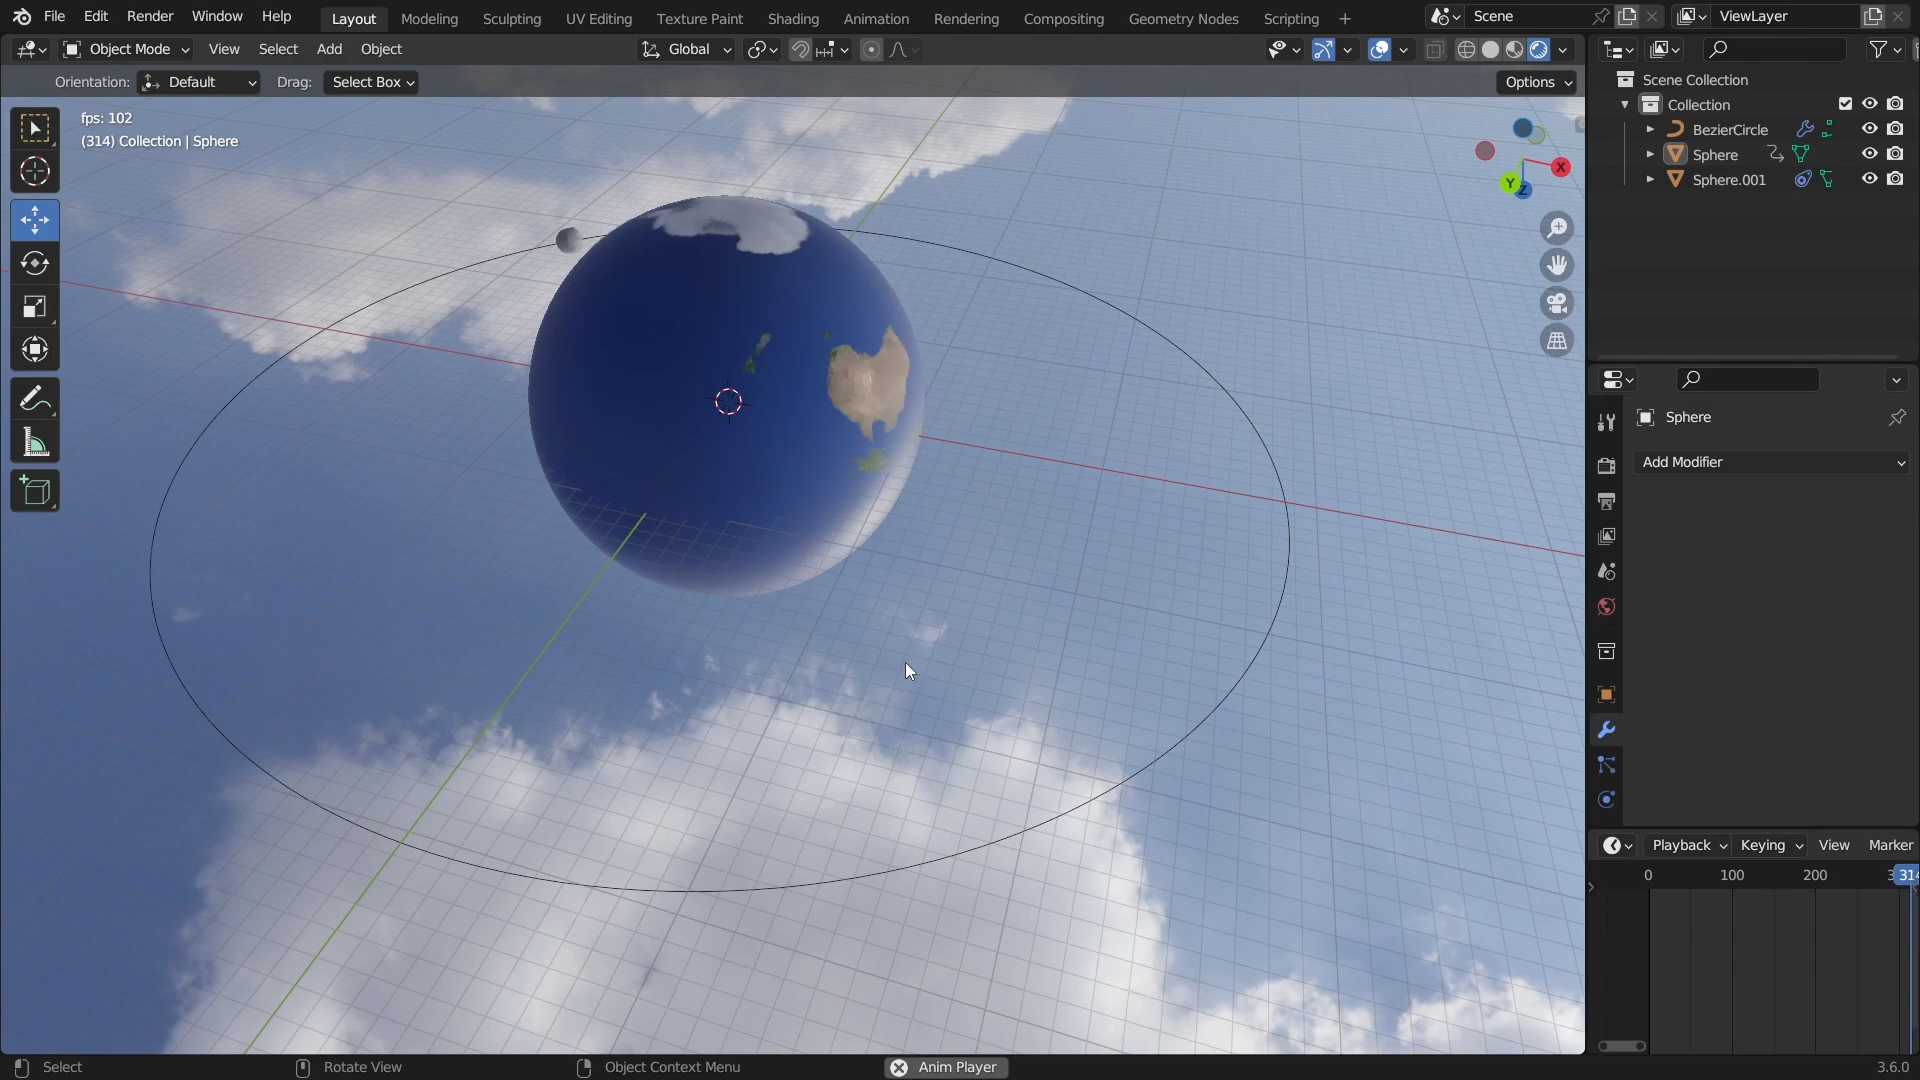 File Edit Render Window Help Layout Modeling Sculpting UV Editing Texture Paint Shading Animation Rendering Compositing Geometry Nodes Scripting + Scene ViewLayer
Object Mode View Select Add Object Global
Orientation: Default Drag: Select Box Options
fps: 102
(314) Collection | Sphere
X
Y
Z
Scene Collection
Collection
BezierCircle
Sphere
Sphere.001
Sphere
Add Modifier
Playback Keying View Marker
0 100 200 314
Select Rotate View Object Context Menu Anim Player 3.6.0